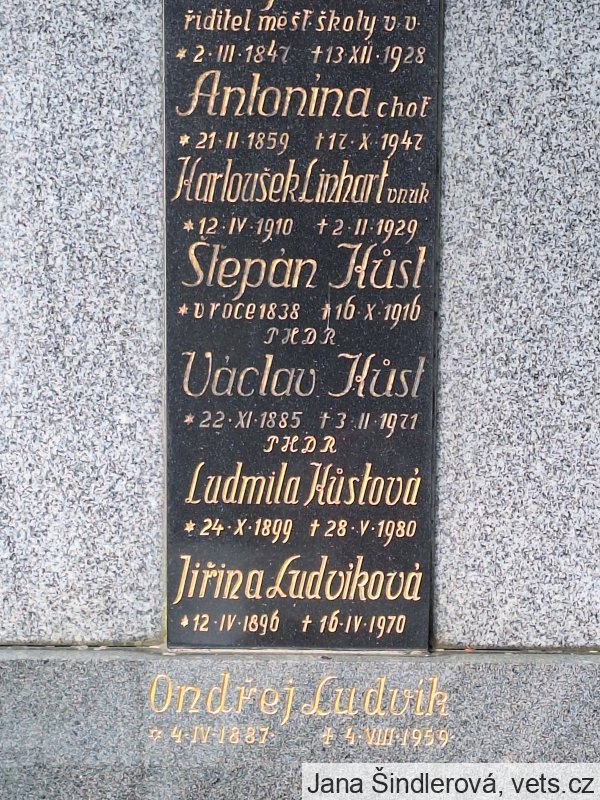 ředitel měšť školy v. v.
* 2 · III · 1847 † 13 · XII · 1928
Antonína choť
* 21 · II · 1859 † 17 · X · 1947
Karloušek Linhart vnuk
* 12 · IV · 1910 † 2 · II · 1929
Štěpán Hůst
* v roce 1838 † 16 · X · 1916
PHDR
Václav Hůst
* 22 · XI · 1885 † 3 · II · 1971
PHDR
Ludmila Hůstová
* 24 · X · 1899 † 28 · V · 1980
Jiřina Ludvíková
* 12 · IV · 1896 † 16 · IV · 1970
Ondřej Ludvík
* 4 · IV · 1887 · † 4 · VIII · 1959 ·
Jana Šindlerová, vets.cz